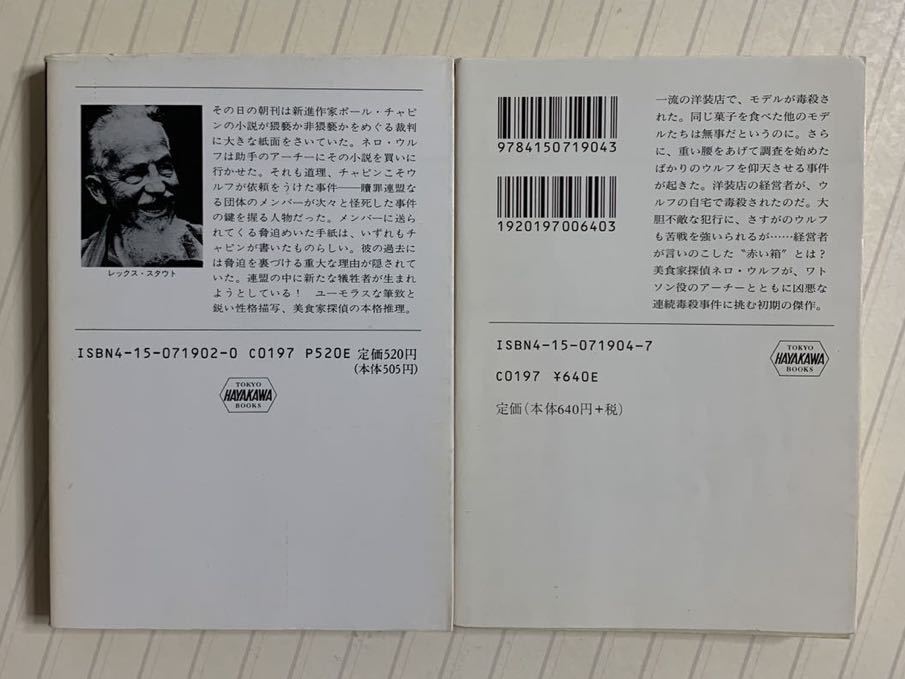 その日の朝刊は新進作家ポール・チャピ
ンの小説が猥褻か非猥褻かをめぐる裁判
に大きな紙面をさいていた。ネロ・ウル
フは助手のアーチーにその小説を買いに
行かせた。それも道理、チャピンこそウ
ルフが依頼をうけた事件――贖罪連盟な
る団体のメンバーが次々と怪死した事件
の鍵を握る人物だった。メンバーに送ら
れてくる脅迫めいた手紙は、いずれもチ
ャピンが書いたものらしい。彼の過去に
は脅迫を裏づける重大な理由が隠されて
いた。連盟の中に新たな犠牲者が生まれ
ようとしている！　ユーモラスな筆致と
鋭い性格描写、美食家探偵の本格推理。
レックス・スタウト
ISBN4-15-071902-0 C0197 P520E 定価520円
(本体505円)
TOKYO
HAYAKAWA
BOOKS
9784150719043
1920197006403
一流の洋装店で、モデルが毒殺され
た。同じ菓子を食べた他のモデ
ルたちは無事だというのに。さら
に、重い腰をあげて調査を始めた
ばかりのウルフを仰天させる事件
が起きた。洋装店の経営者が、ウ
ルフの自宅で毒殺されたのだ。大
胆不敵な犯行に、さすがのウルフ
も苦戦を強いられるが……経営者
が言いのこした〝赤い箱〟とは？
美食家探偵ネロ・ウルフが、ワト
ソン役のアーチーとともに凶悪な
連続毒殺事件に挑む初期の傑作。
ISBN4-15-071904-7
C0197 ¥640E
定価（本体640円＋税）
TOKYO
HAYAKAWA
BOOKS